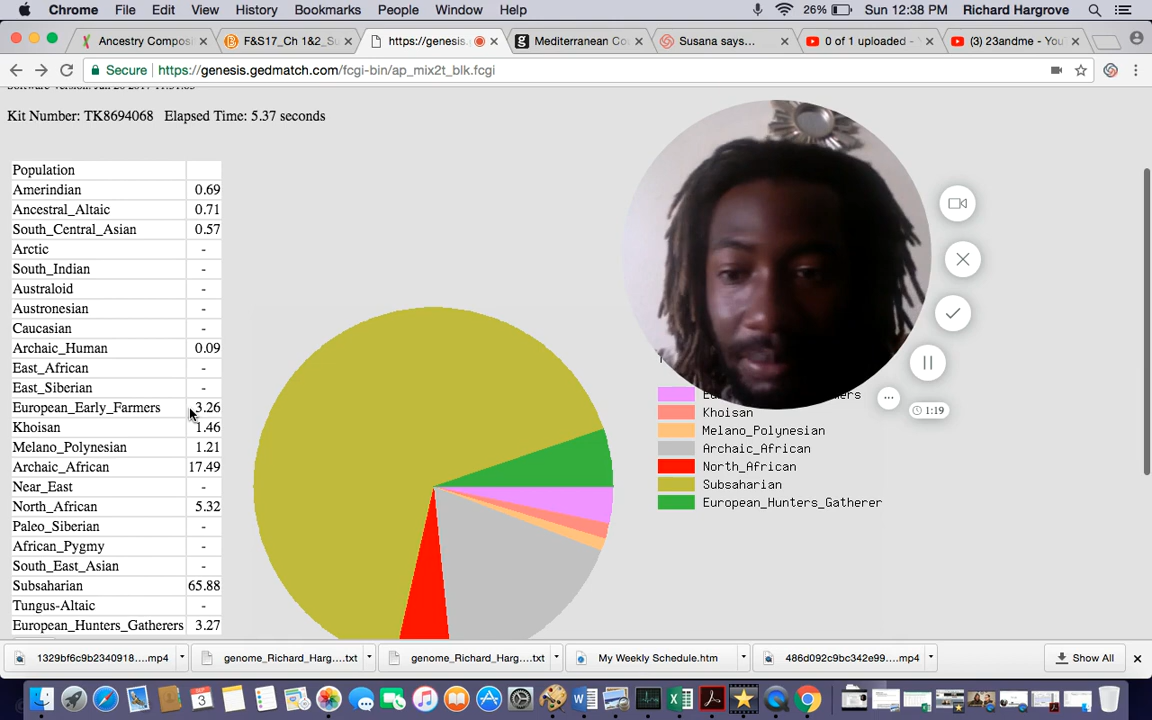 Chrome File Edit View History Bookmarks People Window Help 26% Sun 12:38 PM Richard Hargrove
Ancestry Compos F&S17_Ch 1&2_Su https://genesis.gedm Mediterranean Co Susana says... 0 of 1 uploaded - (3) 23andme - You
Secure https://genesis.gedmatch.com/fcgi-bin/ap_mix2t_blk.fcgi
Kit Number: TK8694068 Elapsed Time: 5.37 seconds
Population
Amerindian 0.69
Ancestral_Altaic 0.71
South_Central_Asian 0.57
Arctic -
South_Indian -
Australoid -
Austronesian -
Caucasian -
Archaic_Human 0.09
East_African -
East_Siberian -
European_Early_Farmers 3.26
Khoisan 1.46
Melano_Polynesian 1.21
Archaic_African 17.49
Near_East -
North_African 5.32
Paleo_Siberian -
African_Pygmy -
South_East_Asian -
Subsaharian 65.88
Tungus-Altaic -
European_Hunters_Gatherers 3.27
Khoisan
Melano_Polynesian
Archaic_African
North_African
Subsaharian
European_Hunters_Gatherer
1:19
1329bf6c9b2340918....mp4 genome_Richard_Harg....txt genome_Richard_Harg....txt My Weekly Schedule.htm 486d092c9bc342e99....mp4 Show All
3